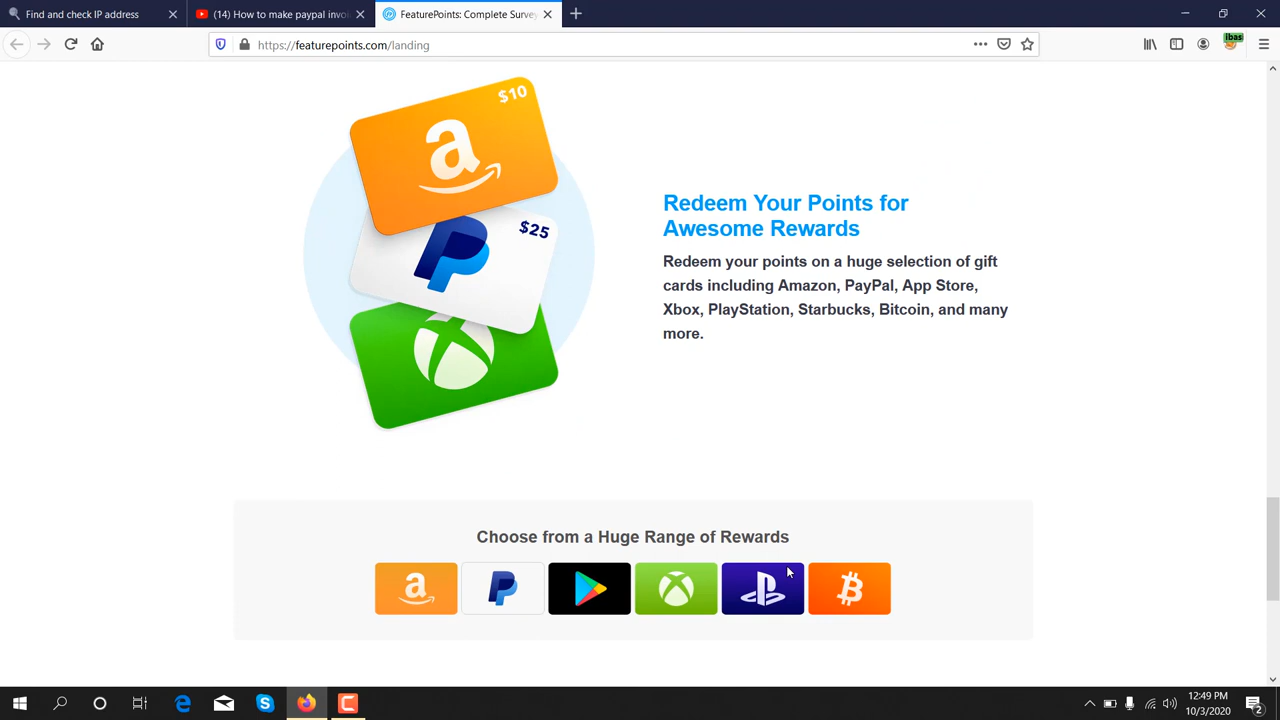 Find and check IP address
(14) How to make paypal invoi
FeaturePoints: Complete Survey
https://featurepoints.com/landing
ibas
$10
$25
Redeem Your Points for
Awesome Rewards
Redeem your points on a huge selection of gift
cards including Amazon, PayPal, App Store,
Xbox, PlayStation, Starbucks, Bitcoin, and many
more.
Choose from a Huge Range of Rewards
12:49 PM
10/3/2020
2